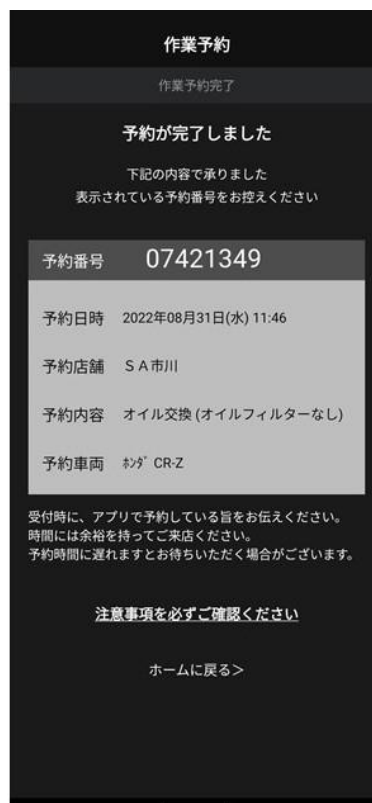 作業予約
作業予約完了
予約が完了しました
下記の内容で承りました
表示されている予約番号をお控えください
予約番号 07421349
予約日時 2022年08月31日(水) 11:46
予約店舗 ＳＡ市川
予約内容 オイル交換 (オイルフィルターなし)
予約車両 ﾎﾝﾀﾞ CR-Z
受付時に、アプリで予約している旨をお伝えください。
時間には余裕を持ってご来店ください。
予約時間に遅れますとお待ちいただく場合がございます。
注意事項を必ずご確認ください
ホームに戻る＞